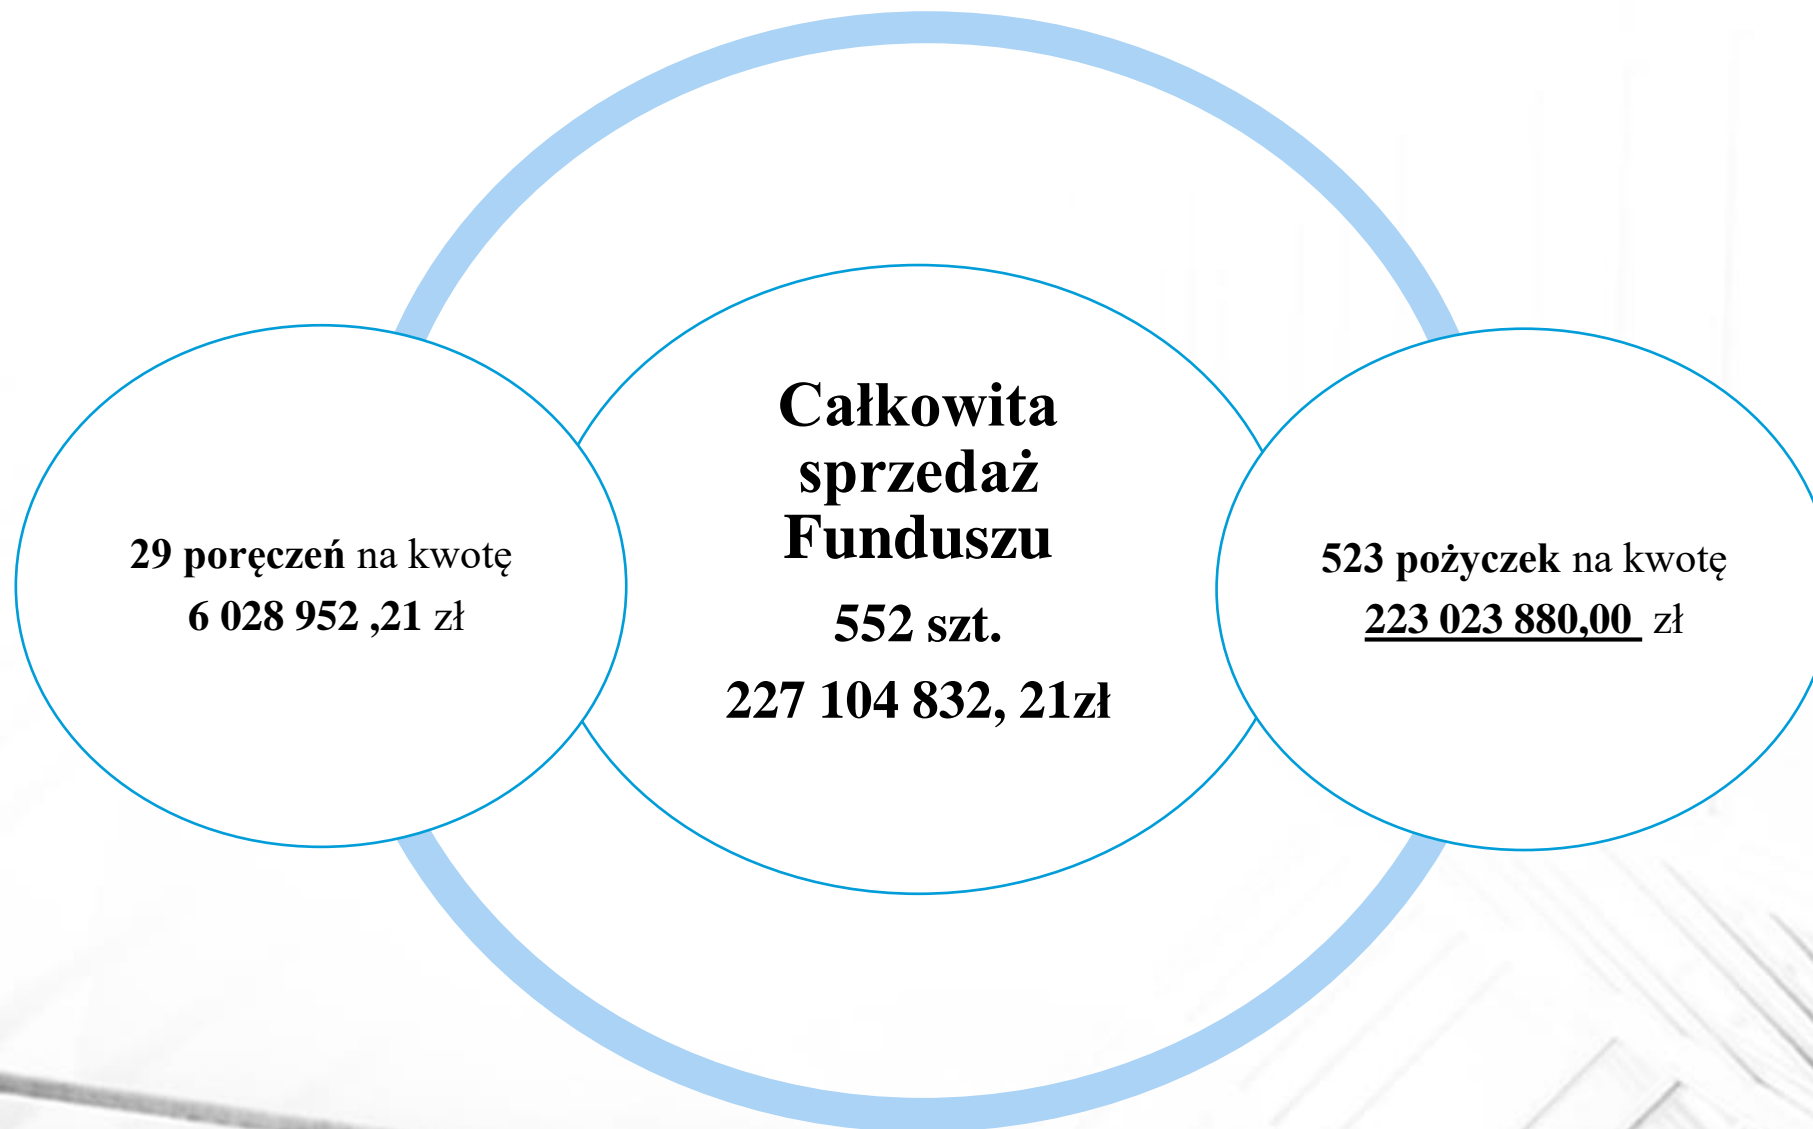 29 poręczeń na kwotę
6 028 952 ,21 zł
Całkowita
sprzedaż
Funduszu
552 szt.
227 104 832, 21zł
523 pożyczek na kwotę
223 023 880,00 zł